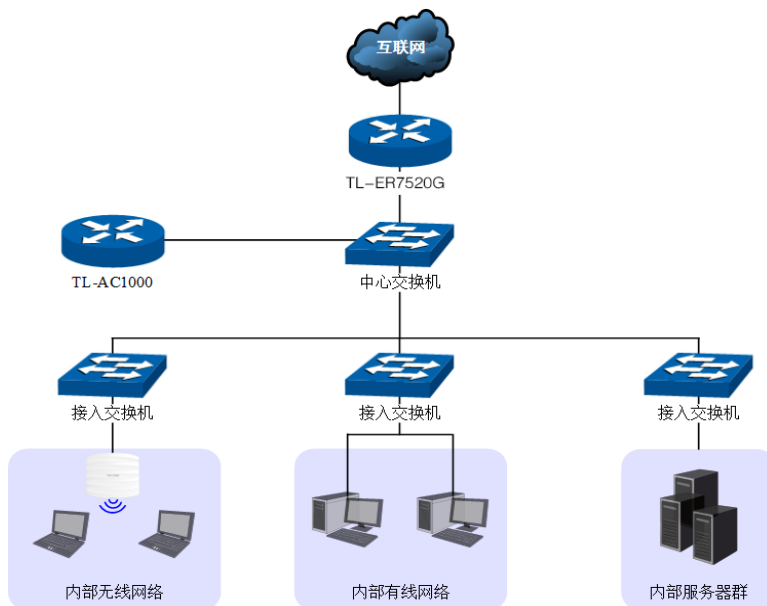 互联网
TL-ER7520G
TL-AC1000
中心交换机
接入交换机
接入交换机
接入交换机
内部无线网络
内部有线网络
内部服务器群